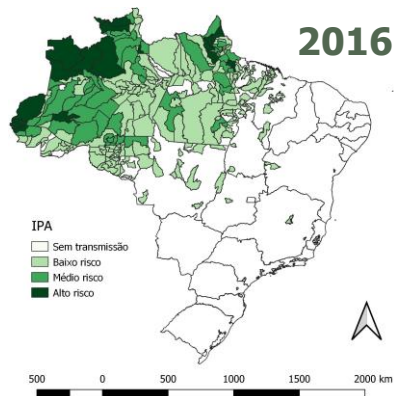 2016
IPA
Sem transmissão
Baixo risco
Médio risco
Alto risco
500 0 500 1000 1500 2000 km